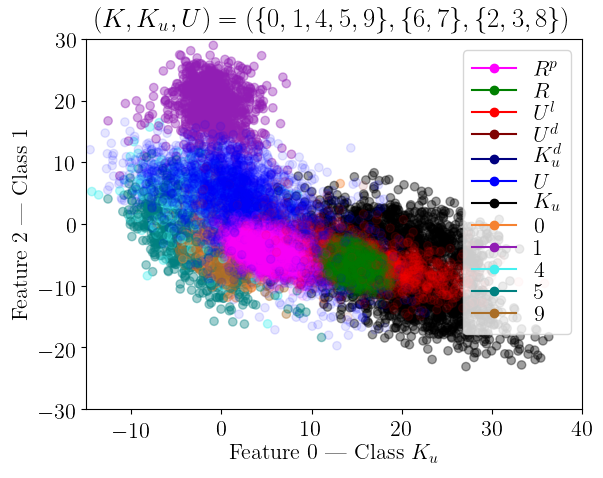 (K, K_u, U) = ({0, 1, 4, 5, 9}, {6, 7}, {2, 3, 8})
30
20
10
0
−10
−20
−30
−10
0
10
20
30
40
Feature 2 — Class 1
Feature 0 — Class K_u
R^p
R
U^l
U^d
K_u^d
U
K_u
0
1
4
5
9